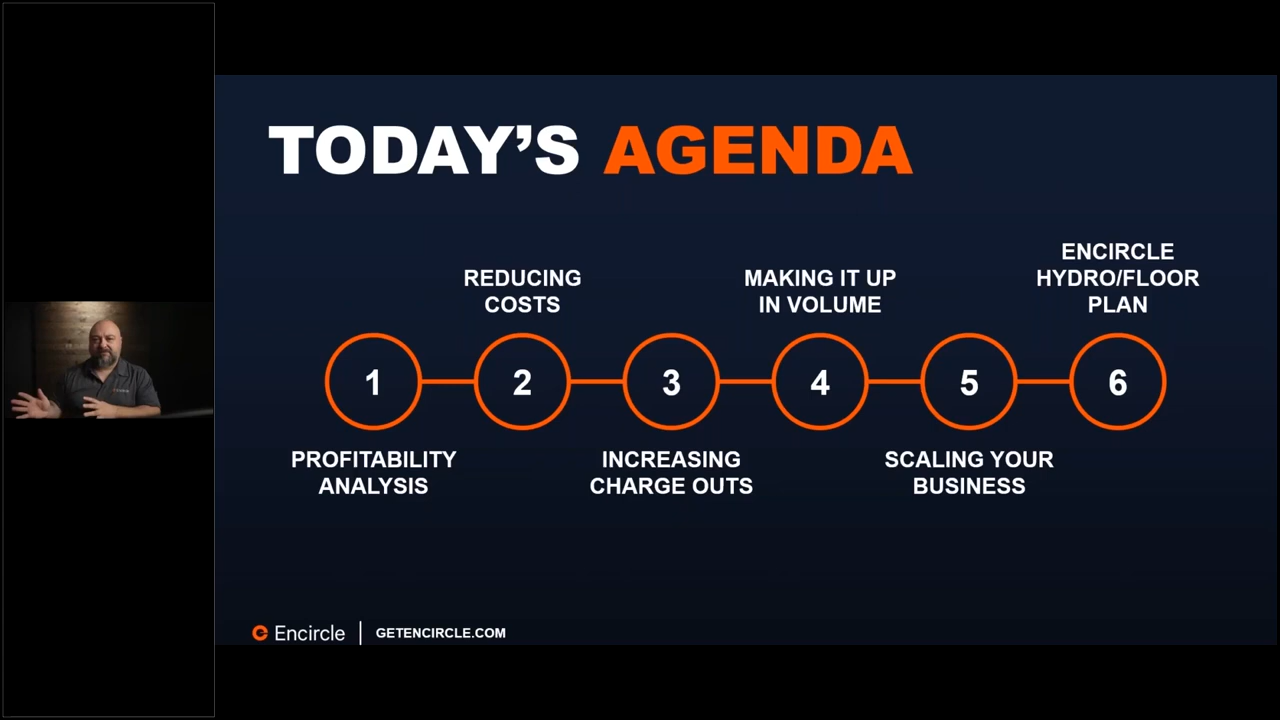 TODAY’S AGENDA
1
PROFITABILITY
ANALYSIS
REDUCING
COSTS
2
3
INCREASING
CHARGE OUTS
MAKING IT UP
IN VOLUME
4
5
SCALING YOUR
BUSINESS
ENCIRCLE
HYDRO/FLOOR
PLAN
6
Encircle
GETENCIRCLE.COM